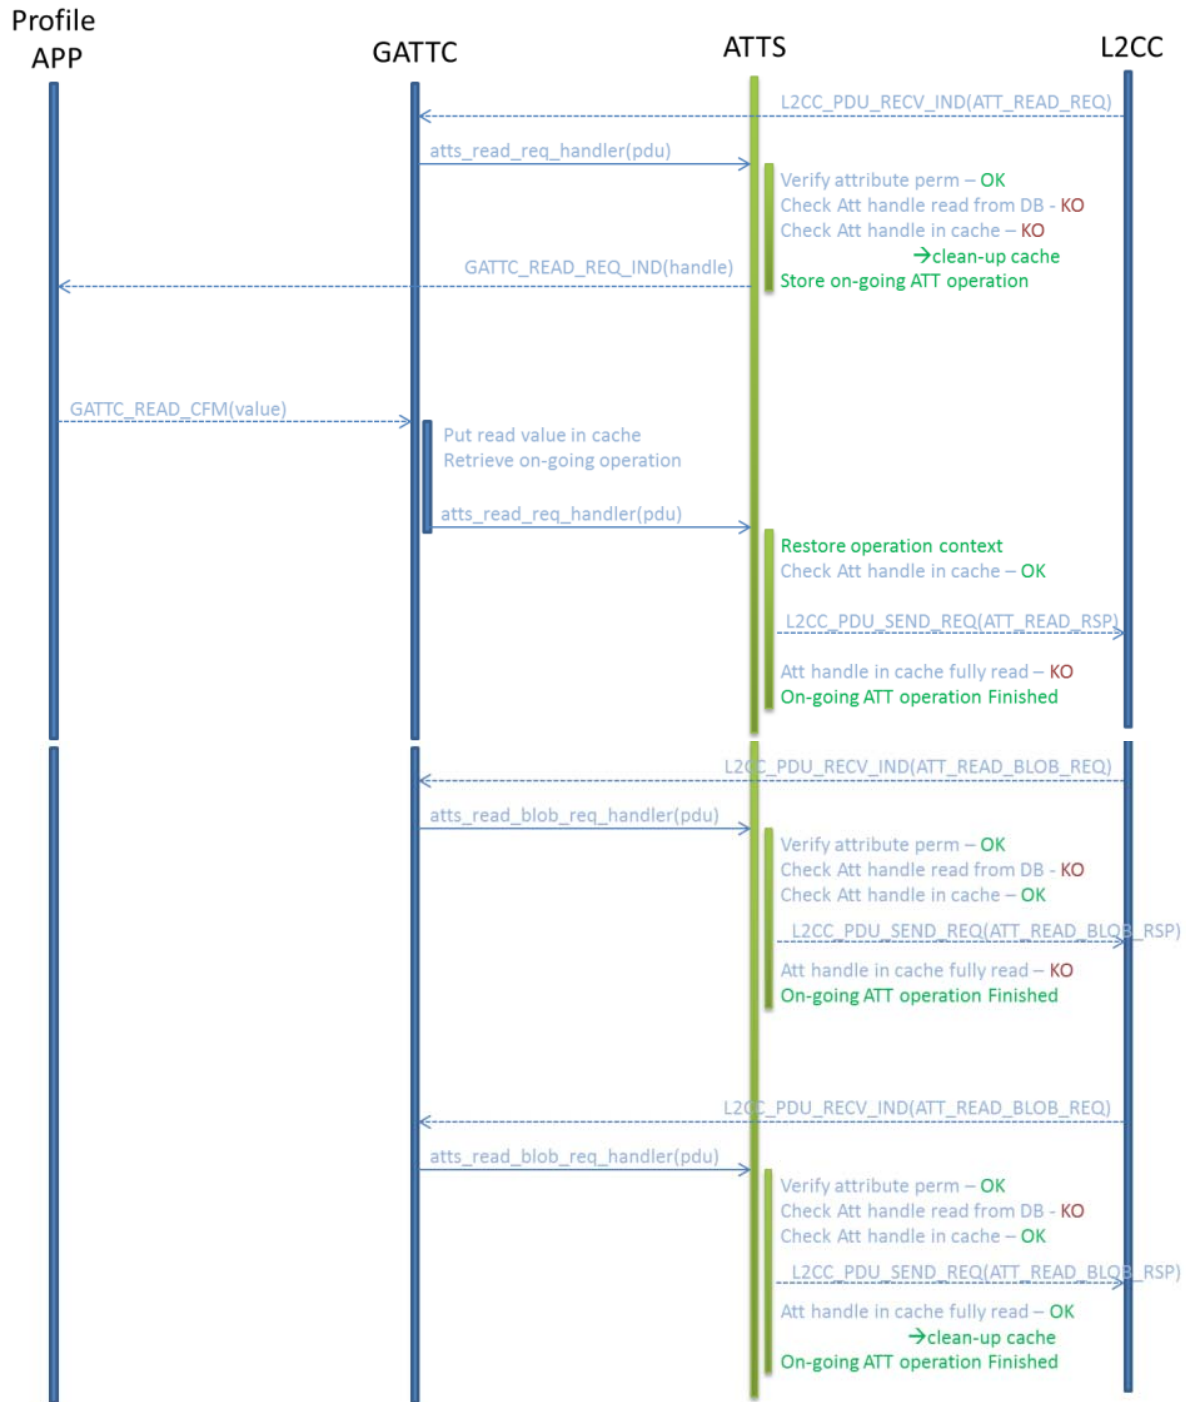 Profile
APP
GATTC
ATTS
L2CC
L2CC_PDU_RECV_IND(ATT_READ_REQ)
atts_read_req_handler(pdu)
Verify attribute perm – OK
Check Att handle read from DB - KO
Check Att handle in cache – KO
→clean-up cache
GATTC_READ_REQ_IND(handle)
Store on-going ATT operation
GATTC_READ_CFM(value)
Put read value in cache
Retrieve on-going operation
atts_read_req_handler(pdu)
Restore operation context
Check Att handle in cache – OK
L2CC_PDU_SEND_REQ(ATT_READ_RSP)
Att handle in cache fully read – KO
On-going ATT operation Finished
L2CC_PDU_RECV_IND(ATT_READ_BLOB_REQ)
atts_read_blob_req_handler(pdu)
Verify attribute perm – OK
Check Att handle read from DB - KO
Check Att handle in cache – OK
L2CC_PDU_SEND_REQ(ATT_READ_BLOB_RSP)
Att handle in cache fully read – KO
On-going ATT operation Finished
L2CC_PDU_RECV_IND(ATT_READ_BLOB_REQ)
atts_read_blob_req_handler(pdu)
Verify attribute perm – OK
Check Att handle read from DB - KO
Check Att handle in cache – OK
L2CC_PDU_SEND_REQ(ATT_READ_BLOB_RSP)
Att handle in cache fully read – OK
→clean-up cache
On-going ATT operation Finished